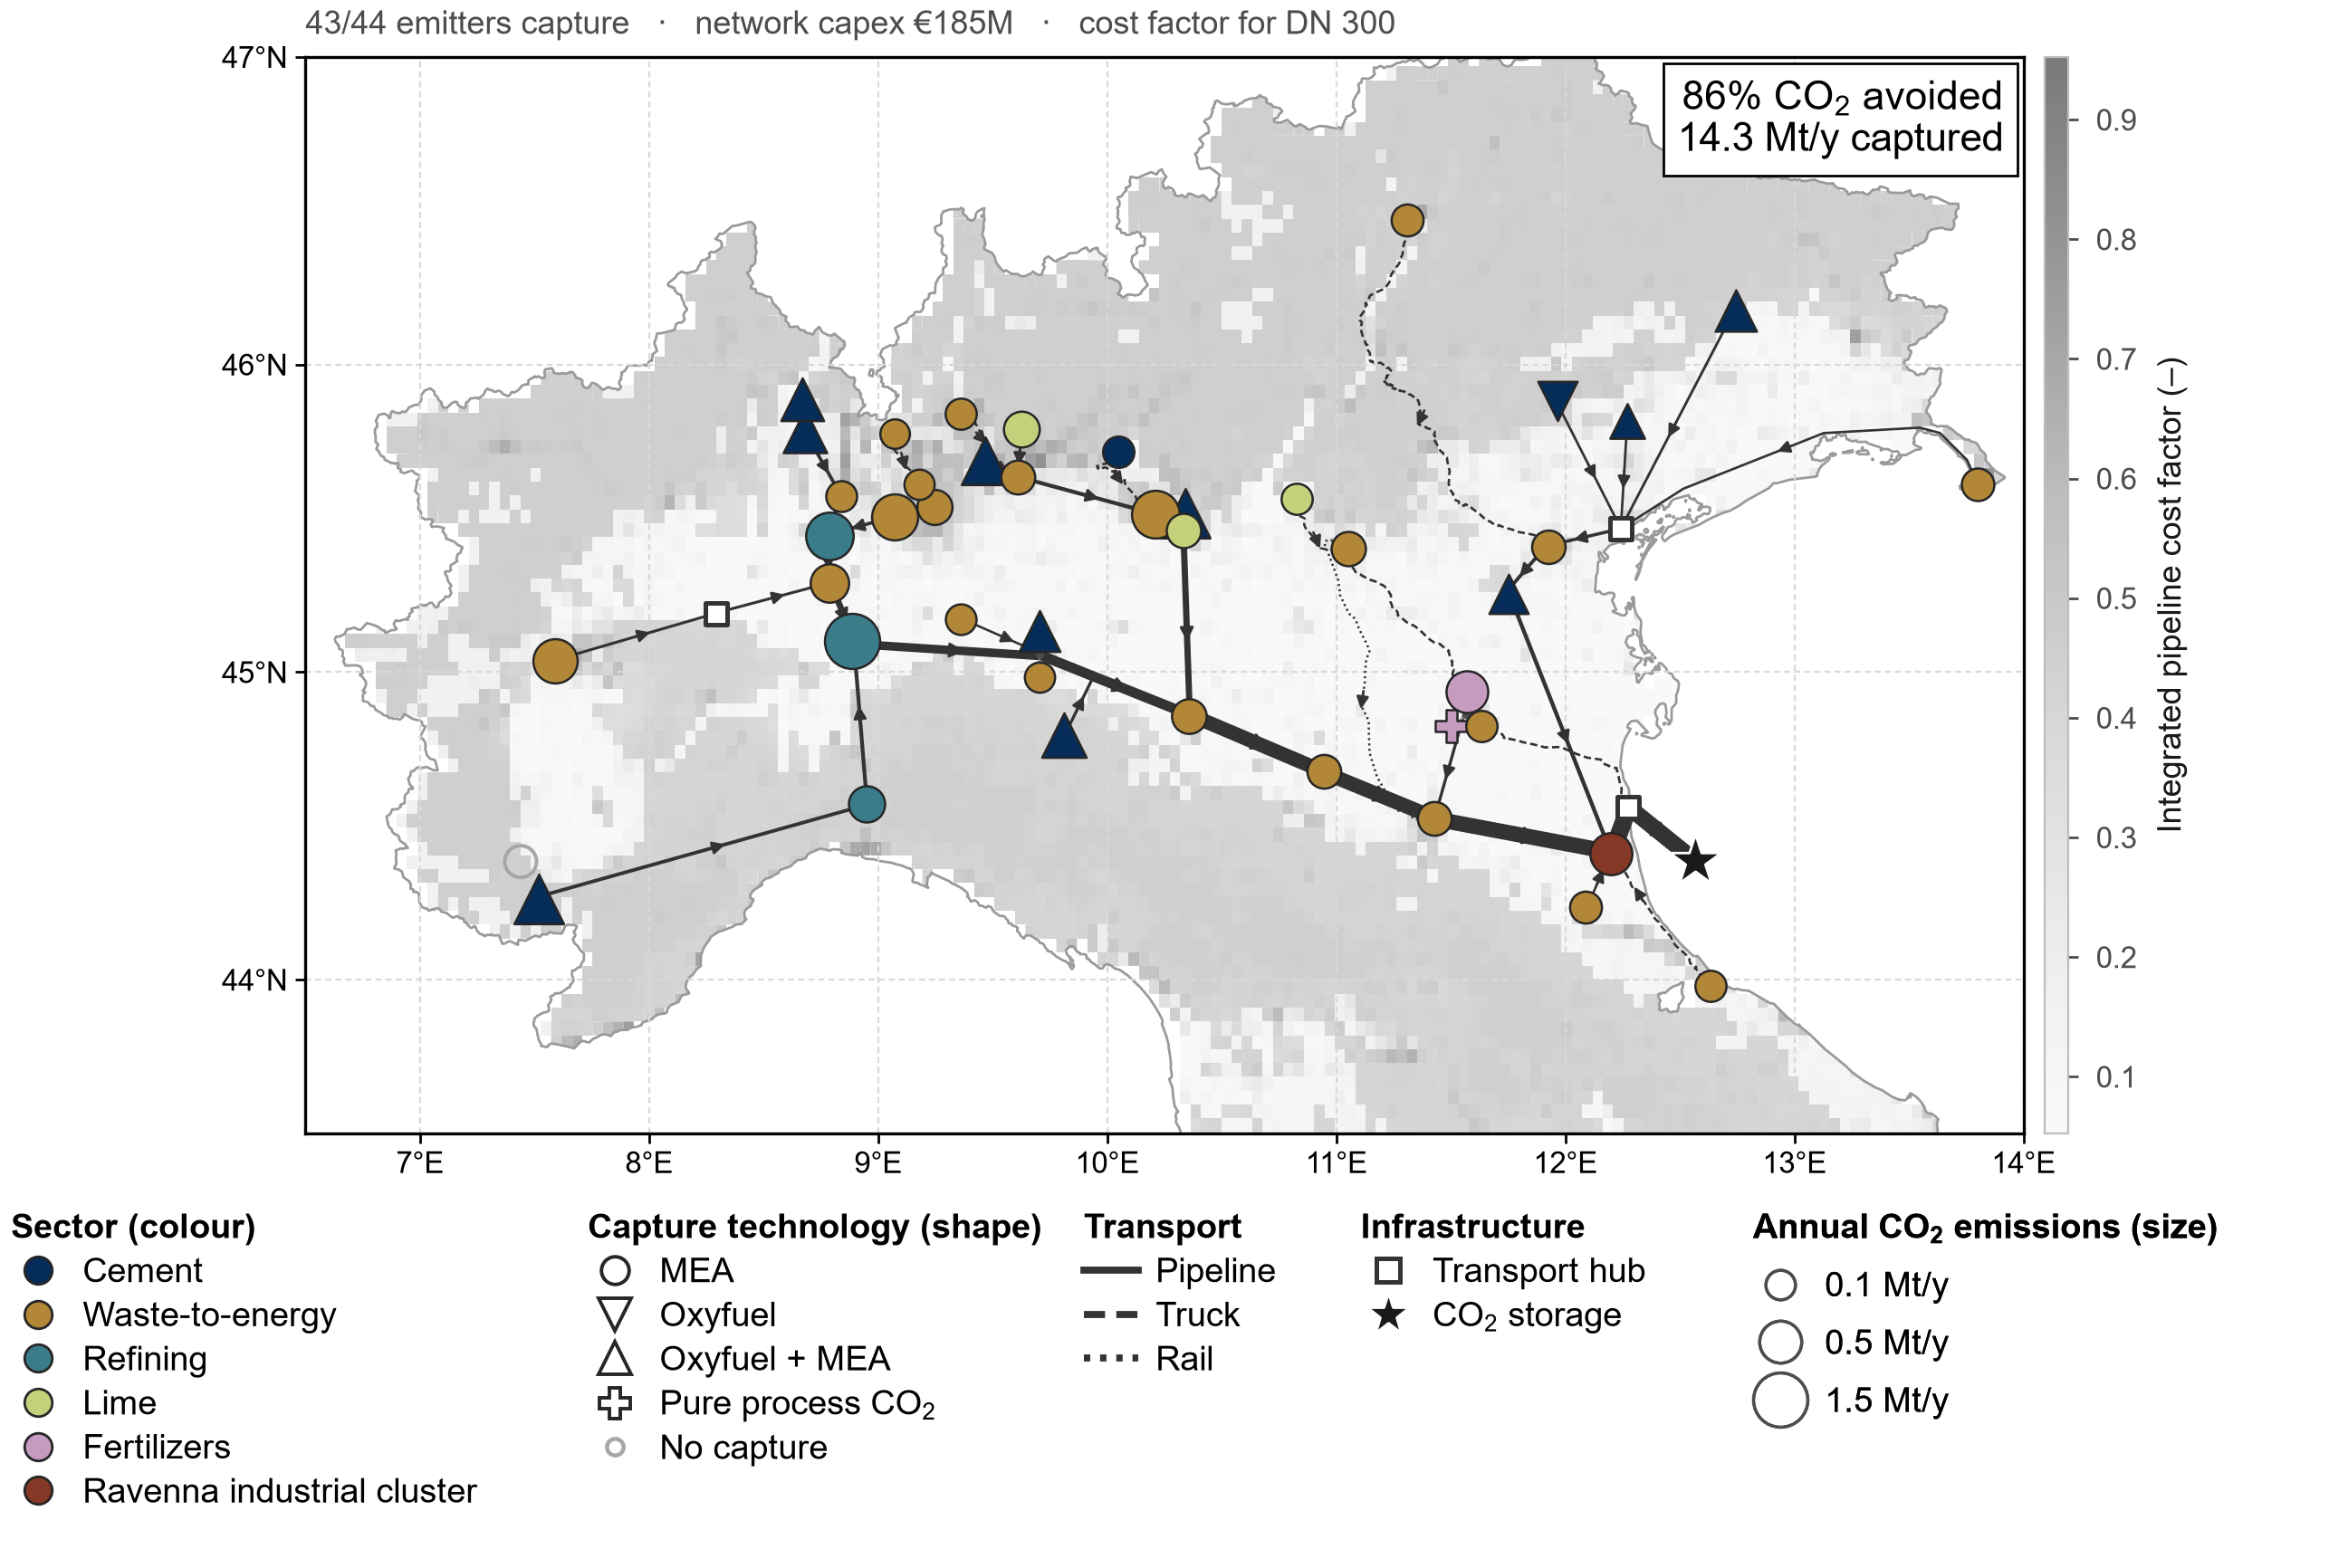 43/44 emitters capture · network capex €185M · cost factor for DN 300
86% CO₂ avoided
14.3 Mt/y captured
47°N
46°N
45°N
44°N
7°E
8°E
9°E
10°E
11°E
12°E
13°E
14°E
0.9
0.8
0.7
0.6
0.5
0.4
0.3
0.2
0.1
Integrated pipeline cost factor (–)
Sector (colour)
Cement
Waste-to-energy
Refining
Lime
Fertilizers
Ravenna industrial cluster
Capture technology (shape)
MEA
Oxyfuel
Oxyfuel + MEA
Pure process CO₂
No capture
Transport
Pipeline
Truck
Rail
Infrastructure
Transport hub
CO₂ storage
Annual CO₂ emissions (size)
0.1 Mt/y
0.5 Mt/y
1.5 Mt/y